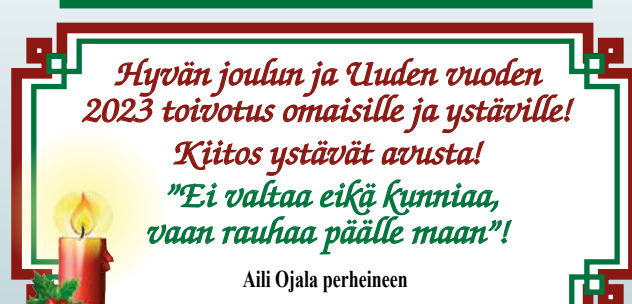 Hyvän joulun ja Uuden vuoden
2023 toivotus omaisille ja ystäville!
Kiitos ystävät avusta!
”Ei valtaa eikä kunniaa,
vaan rauhaa päälle maan”!
Aili Ojala perheineen